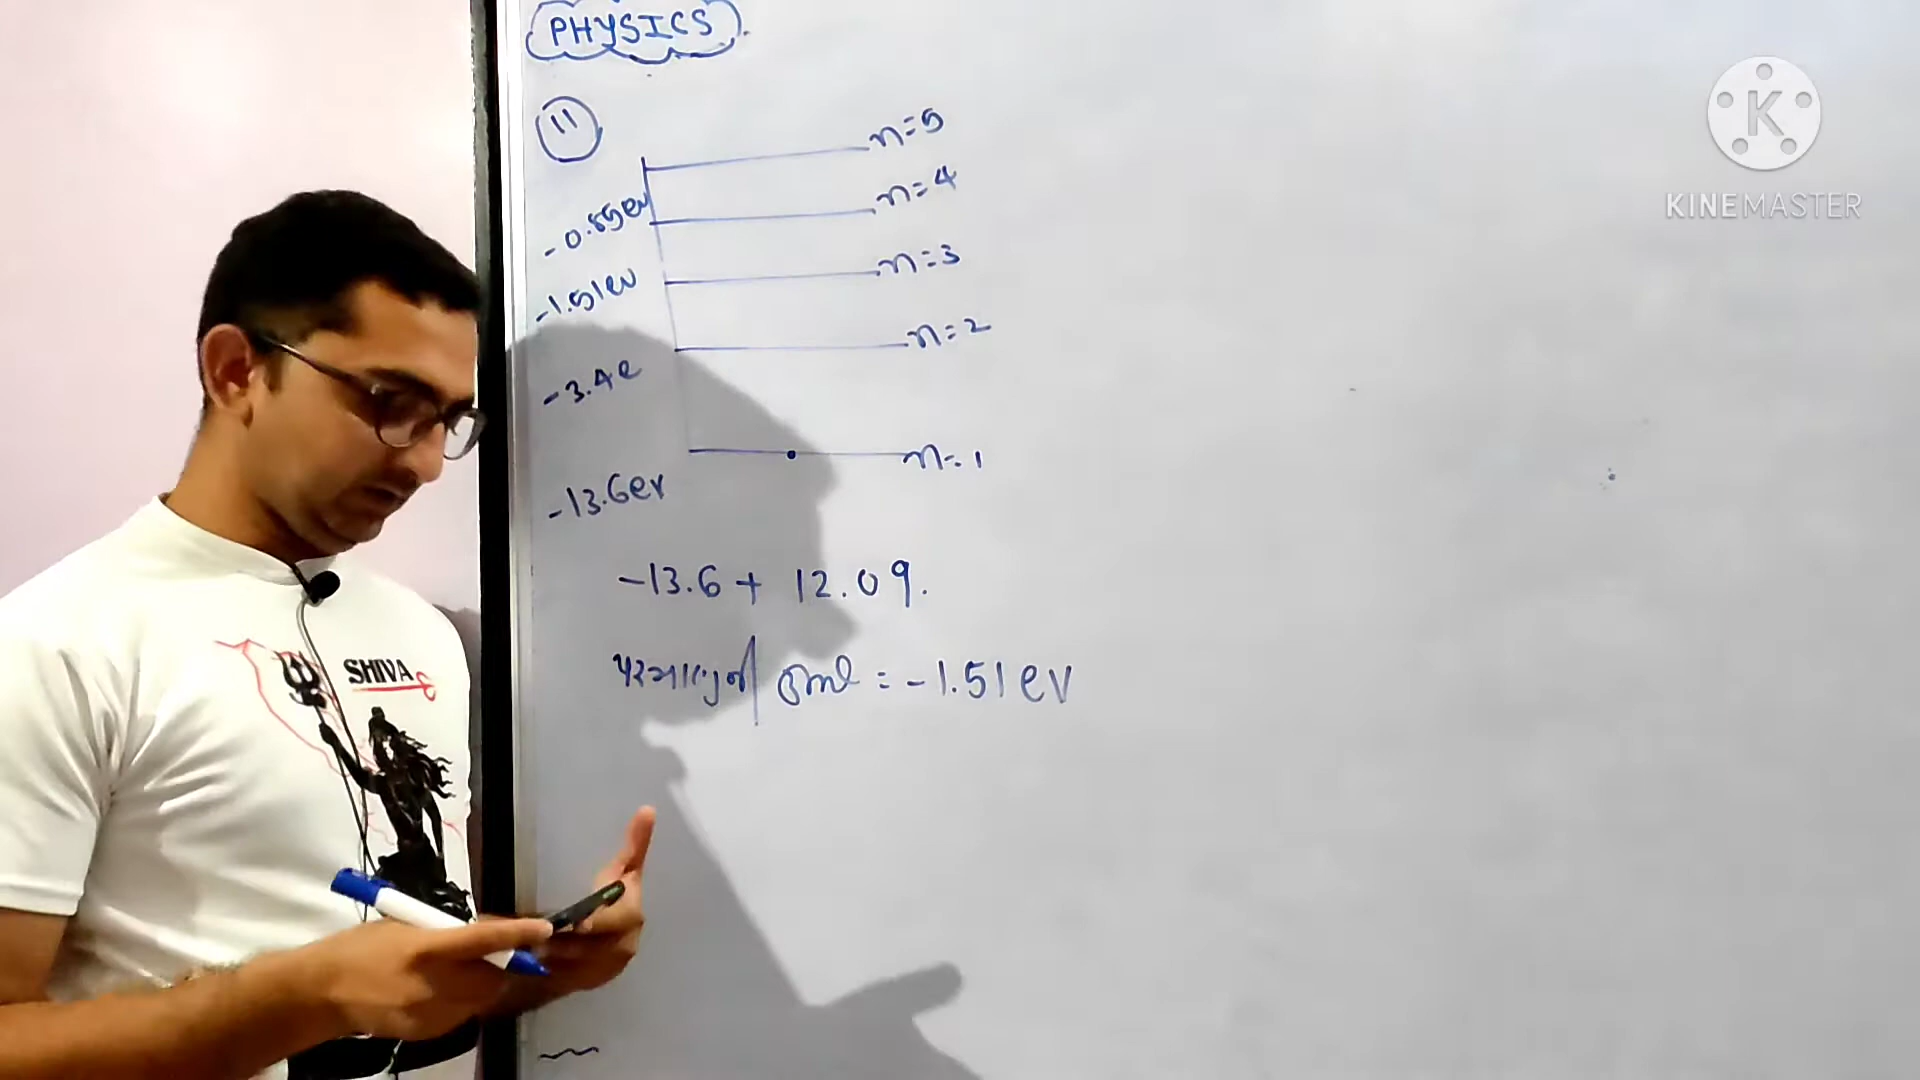 PHYSICS.
11
n=5
n=4
-0.85ev
n=3
-1.51ev
n=2
-3.4e
n=1
-13.6ev
-13.6 + 12.09.
પરમાણુની = -1.51 ev
SHIVA
K
KINEMASTER